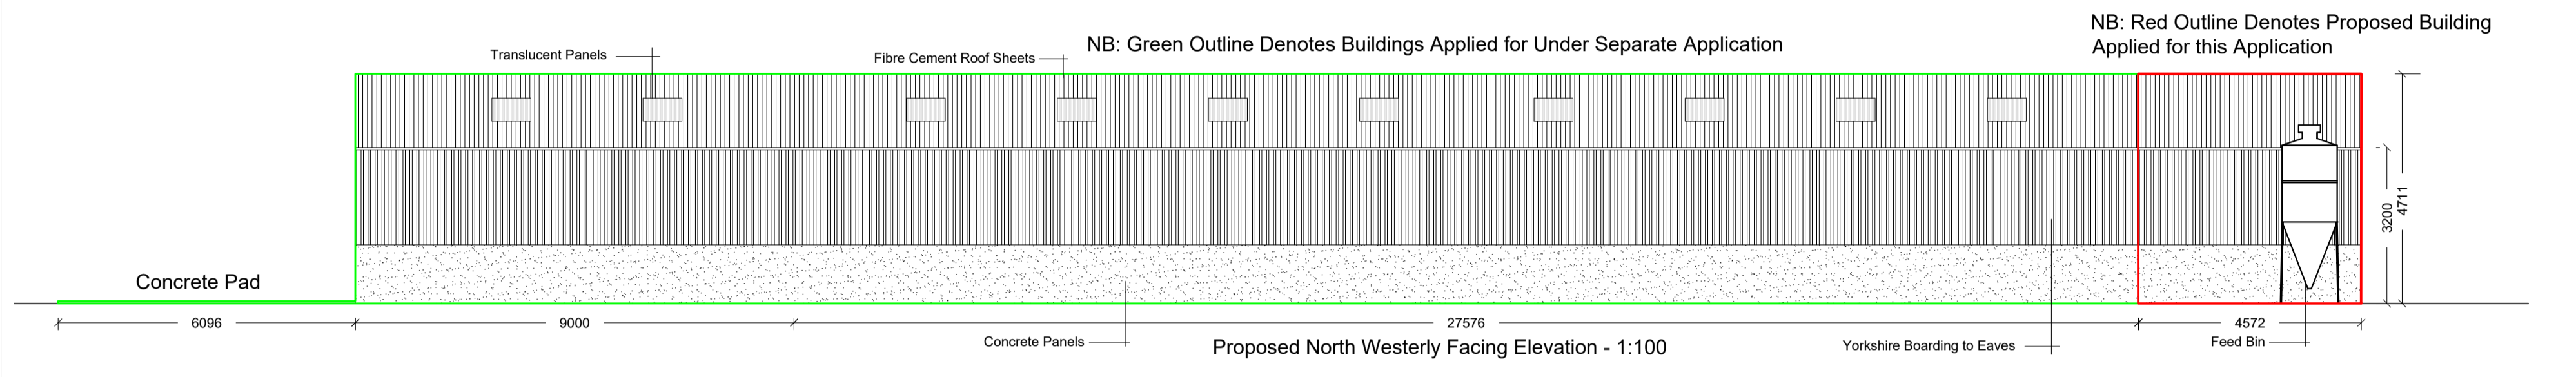 NB: Red Outline Denotes Proposed Building
Applied for this Application
NB: Green Outline Denotes Buildings Applied for Under Separate Application
Translucent Panels
Fibre Cement Roof Sheets
3200
4711
Concrete Pad
6096
9000
27576
4572
Concrete Panels
Proposed North Westerly Facing Elevation - 1:100
Yorkshire Boarding to Eaves
Feed Bin